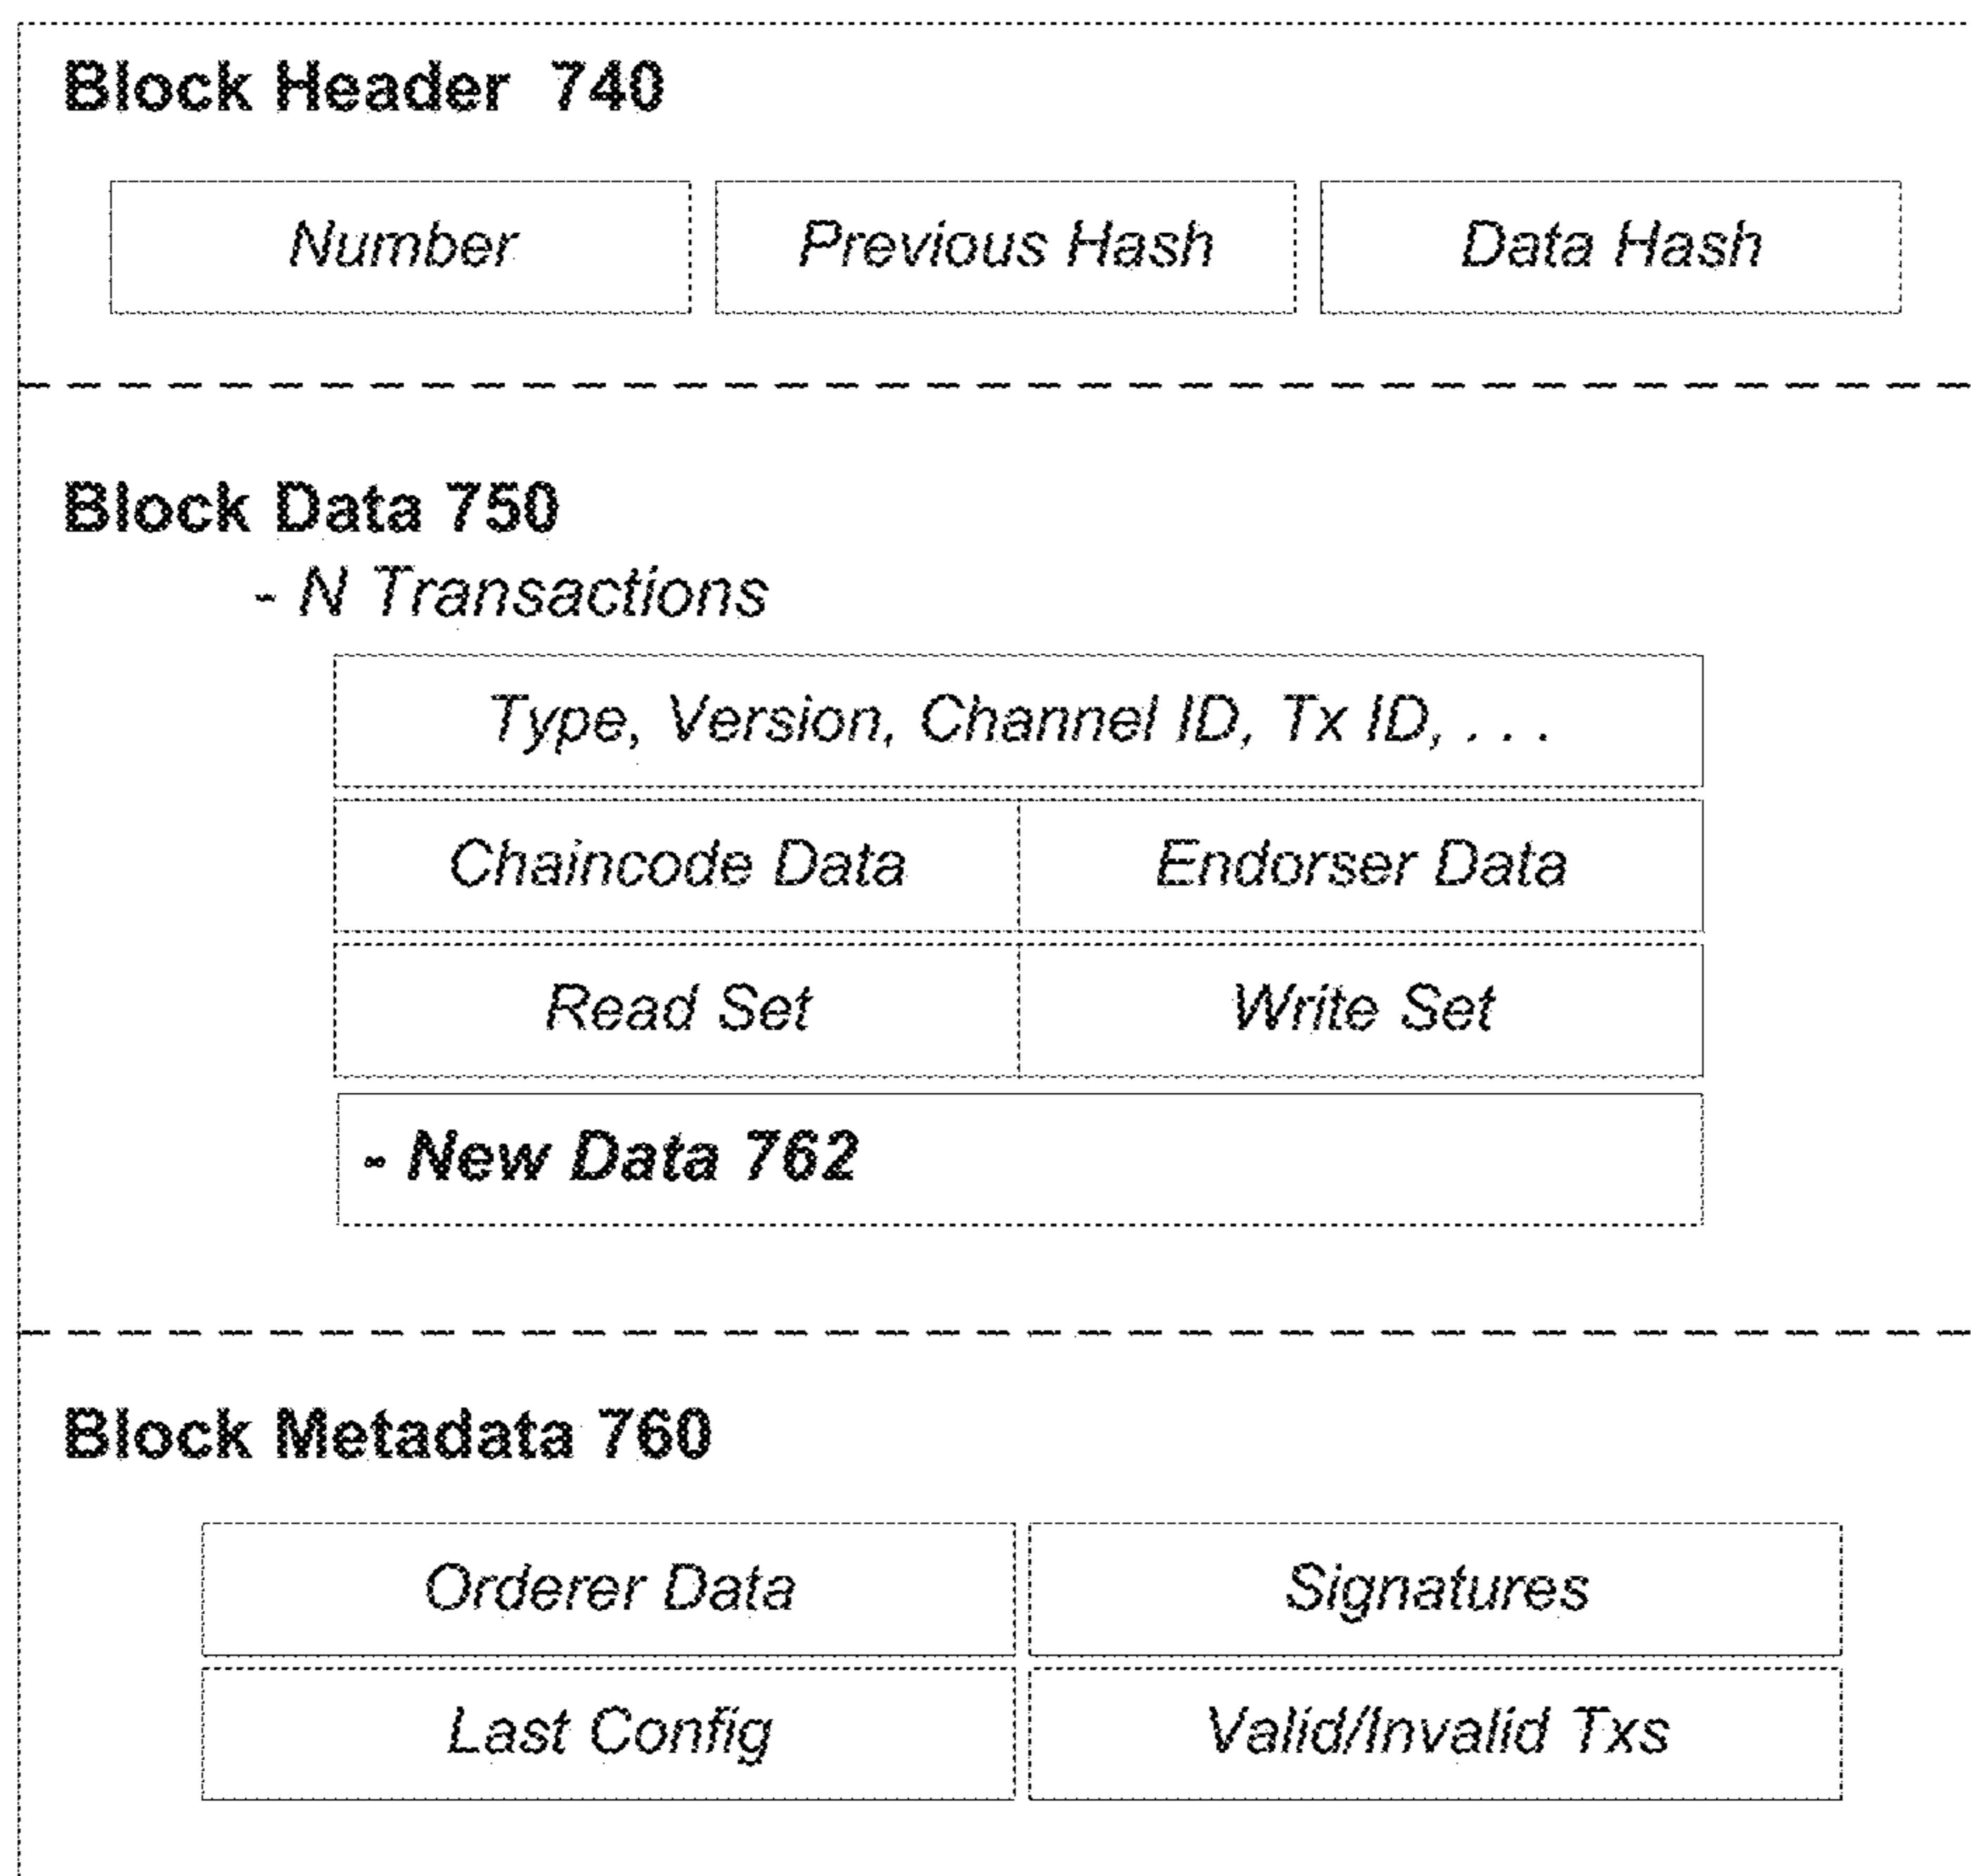 Block Header 740
Number Previous Hash Data Hash
Block Data 750
- N Transactions
Type, Version, Channel ID, Tx ID, . . .
Chaincode Data Endorser Data
Read Set Write Set
- New Data 762
Block Metadata 760
Orderer Data Signatures
Last Config Valid/Invalid Txs